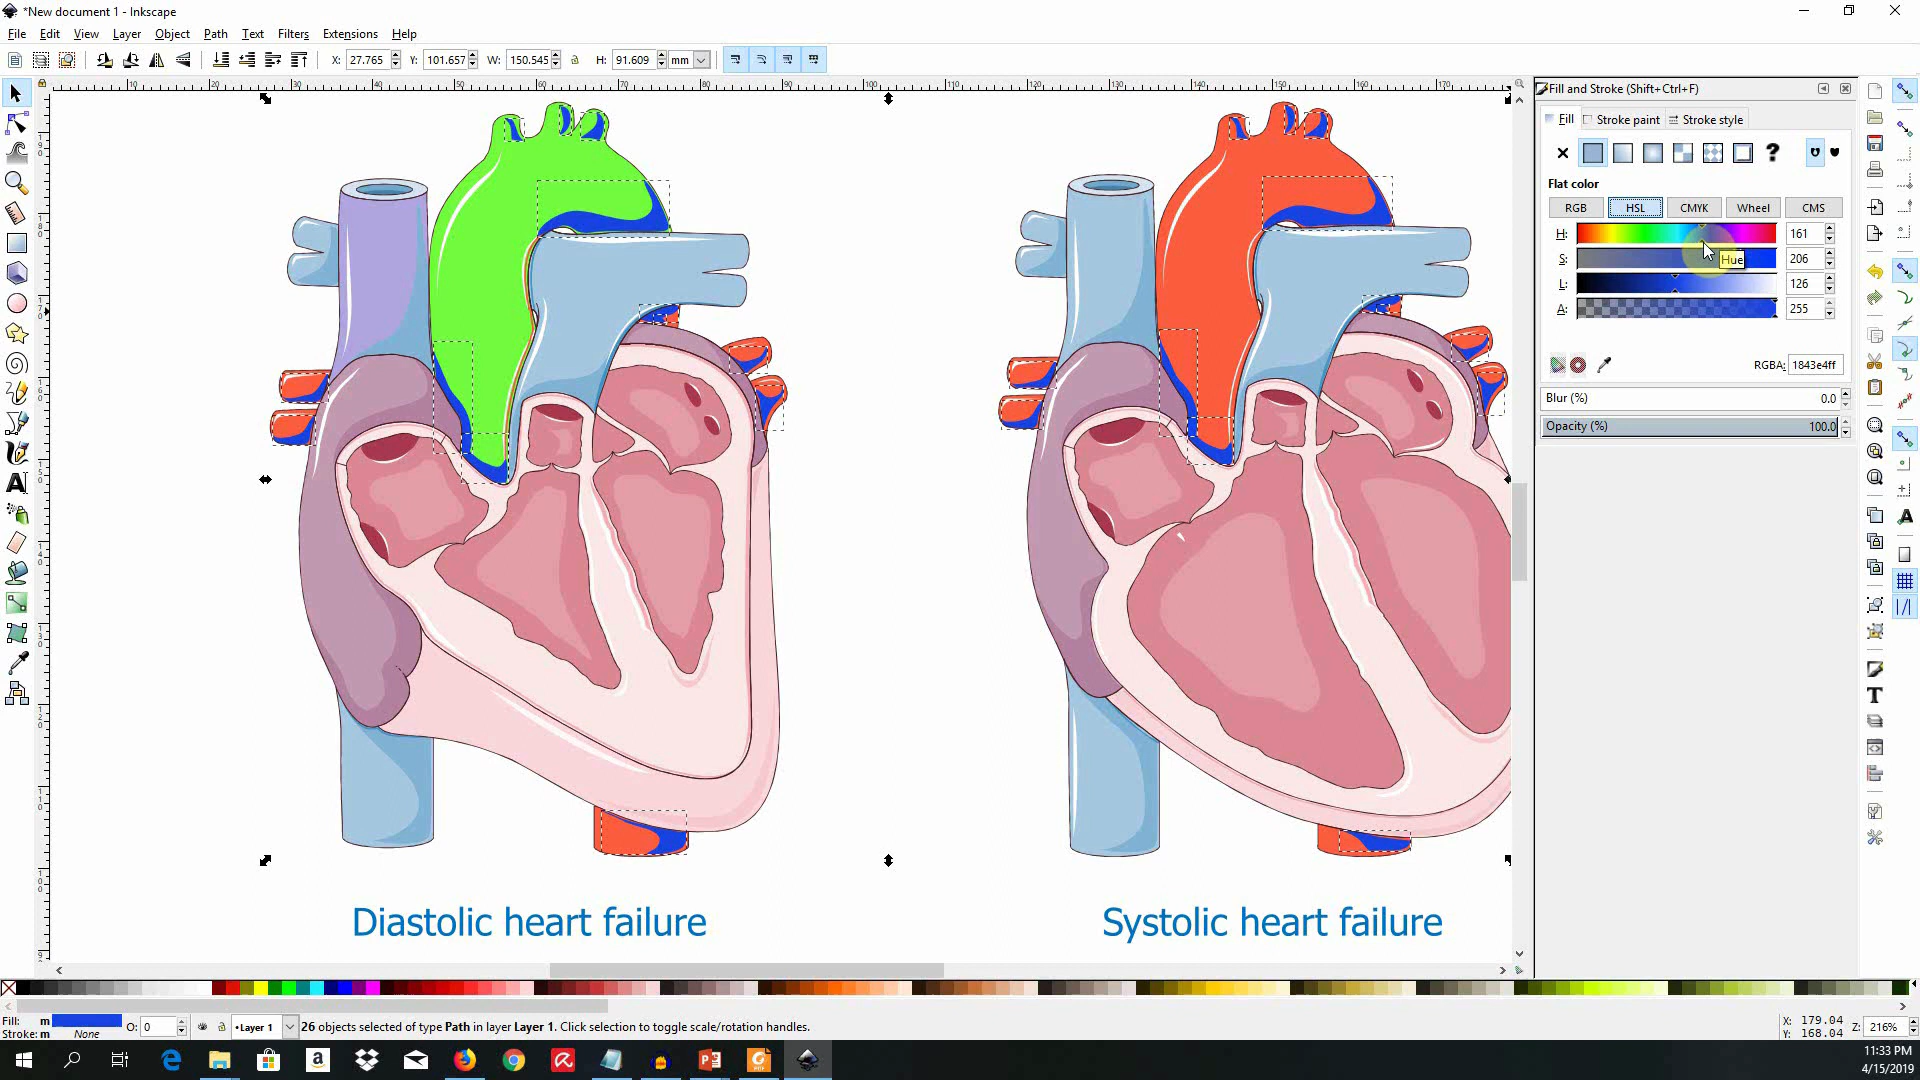 *New document 1 - Inkscape
File Edit View Layer Object Path Text Filters Extensions Help
X: 27.765 Y: 101.657 W: 150.545 H: 91.609 mm
Fill and Stroke (Shift+Ctrl+F)
Fill Stroke paint Stroke style
Flat color
RGB HSL CMYK Wheel CMS
H: 161
S: 206
Hue
L: 126
A: 255
RGBA: 1843e4ff
Blur (%) 0.0
Opacity (%) 100.0
Diastolic heart failure
Systolic heart failure
Fill: m
Stroke: m None
O: 0
•Layer 1
26 objects selected of type Path in layer Layer 1. Click selection to toggle scale/rotation handles.
X: 179.04
Y: 168.04
Z: 216%
11:33 PM
4/15/2019